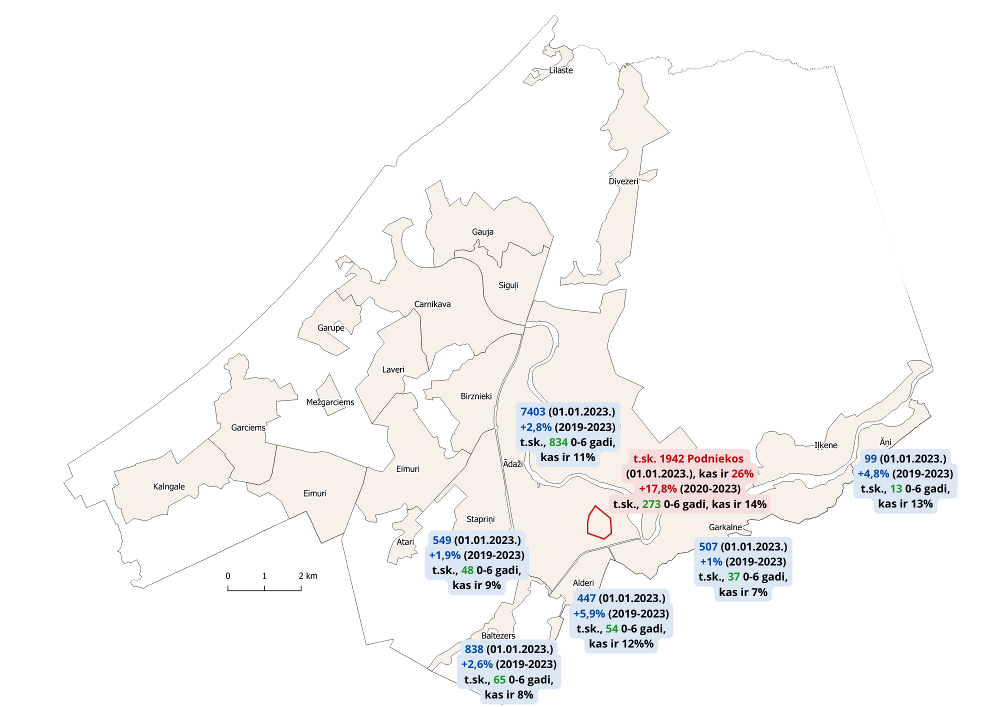 Lilaste
Divezeri
Gauja
Siguļi
Carnikava
Garupe
Laveri
Mežgarciems
Birznieki
Garciems
7403 (01.01.2023.)
+2,8% (2019-2023)
t.sk., 834 0-6 gadi,
kas ir 11%
Iļķene
Āņi
Ādaži
Eimuri
Kalngale
Eimuri
t.sk. 1942 Podniekos
(01.01.2023.), kas ir 26%
+17,8% (2020-2023)
t.sk., 273 0-6 gadi, kas ir 14%
99 (01.01.2023.)
+4,8% (2019-2023)
t.sk., 13 0-6 gadi,
kas ir 13%
Stapriņi
Garkalne
Atari
549 (01.01.2023.)
+1,9% (2019-2023)
t.sk., 48 0-6 gadi,
kas ir 9%
507 (01.01.2023.)
+1% (2019-2023)
t.sk., 37 0-6 gadi,
kas ir 7%
0 1 2 km
Alderi
447 (01.01.2023.)
+5,9% (2019-2023)
t.sk., 54 0-6 gadi,
kas ir 12%%
Baltezers
838 (01.01.2023.)
+2,6% (2019-2023)
t.sk., 65 0-6 gadi,
kas ir 8%